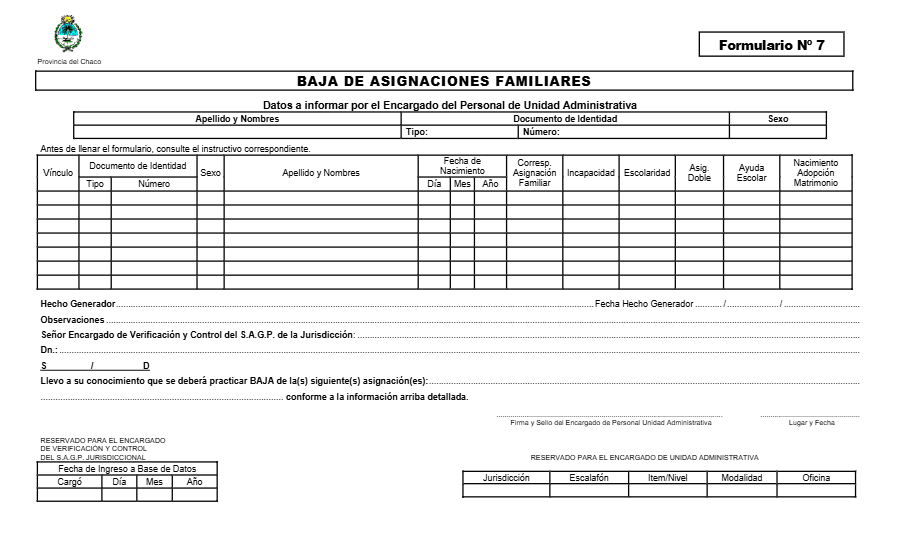 Provincia del Chaco
Formulario Nº 7
BAJA DE ASIGNACIONES FAMILIARES
Datos a informar por el Encargado del Personal de Unidad Administrativa
Apellido y Nombres Documento de Identidad Sexo
Tipo: Número:
Antes de llenar el formulario, consulte el instructivo correspondiente.
Vínculo Documento de Identidad Sexo Apellido y Nombres Fecha de Nacimiento Corresp. Asignación Familiar Incapacidad Escolaridad Asig. Doble Ayuda Escolar Nacimiento Adopción Matrimonio
Tipo Número Día Mes Año
Hecho Generador Fecha Hecho Generador / /
Observaciones
Señor Encargado de Verificación y Control del S.A.G.P. de la Jurisdicción:
Dn.:
S / D
Llevo a su conocimiento que se deberá practicar BAJA de la(s) siguiente(s) asignación(es):
conforme a la información arriba detallada.
Firma y Sello del Encargado de Personal Unidad Administrativa Lugar y Fecha
RESERVADO PARA EL ENCARGADO
DE VERIFICACIÓN Y CONTROL
DEL S.A.G.P. JURISDICCIONAL
Fecha de Ingreso a Base de Datos
Cargó Día Mes Año
RESERVADO PARA EL ENCARGADO DE UNIDAD ADMINISTRATIVA
Jurisdicción Escalafón Item/Nivel Modalidad Oficina